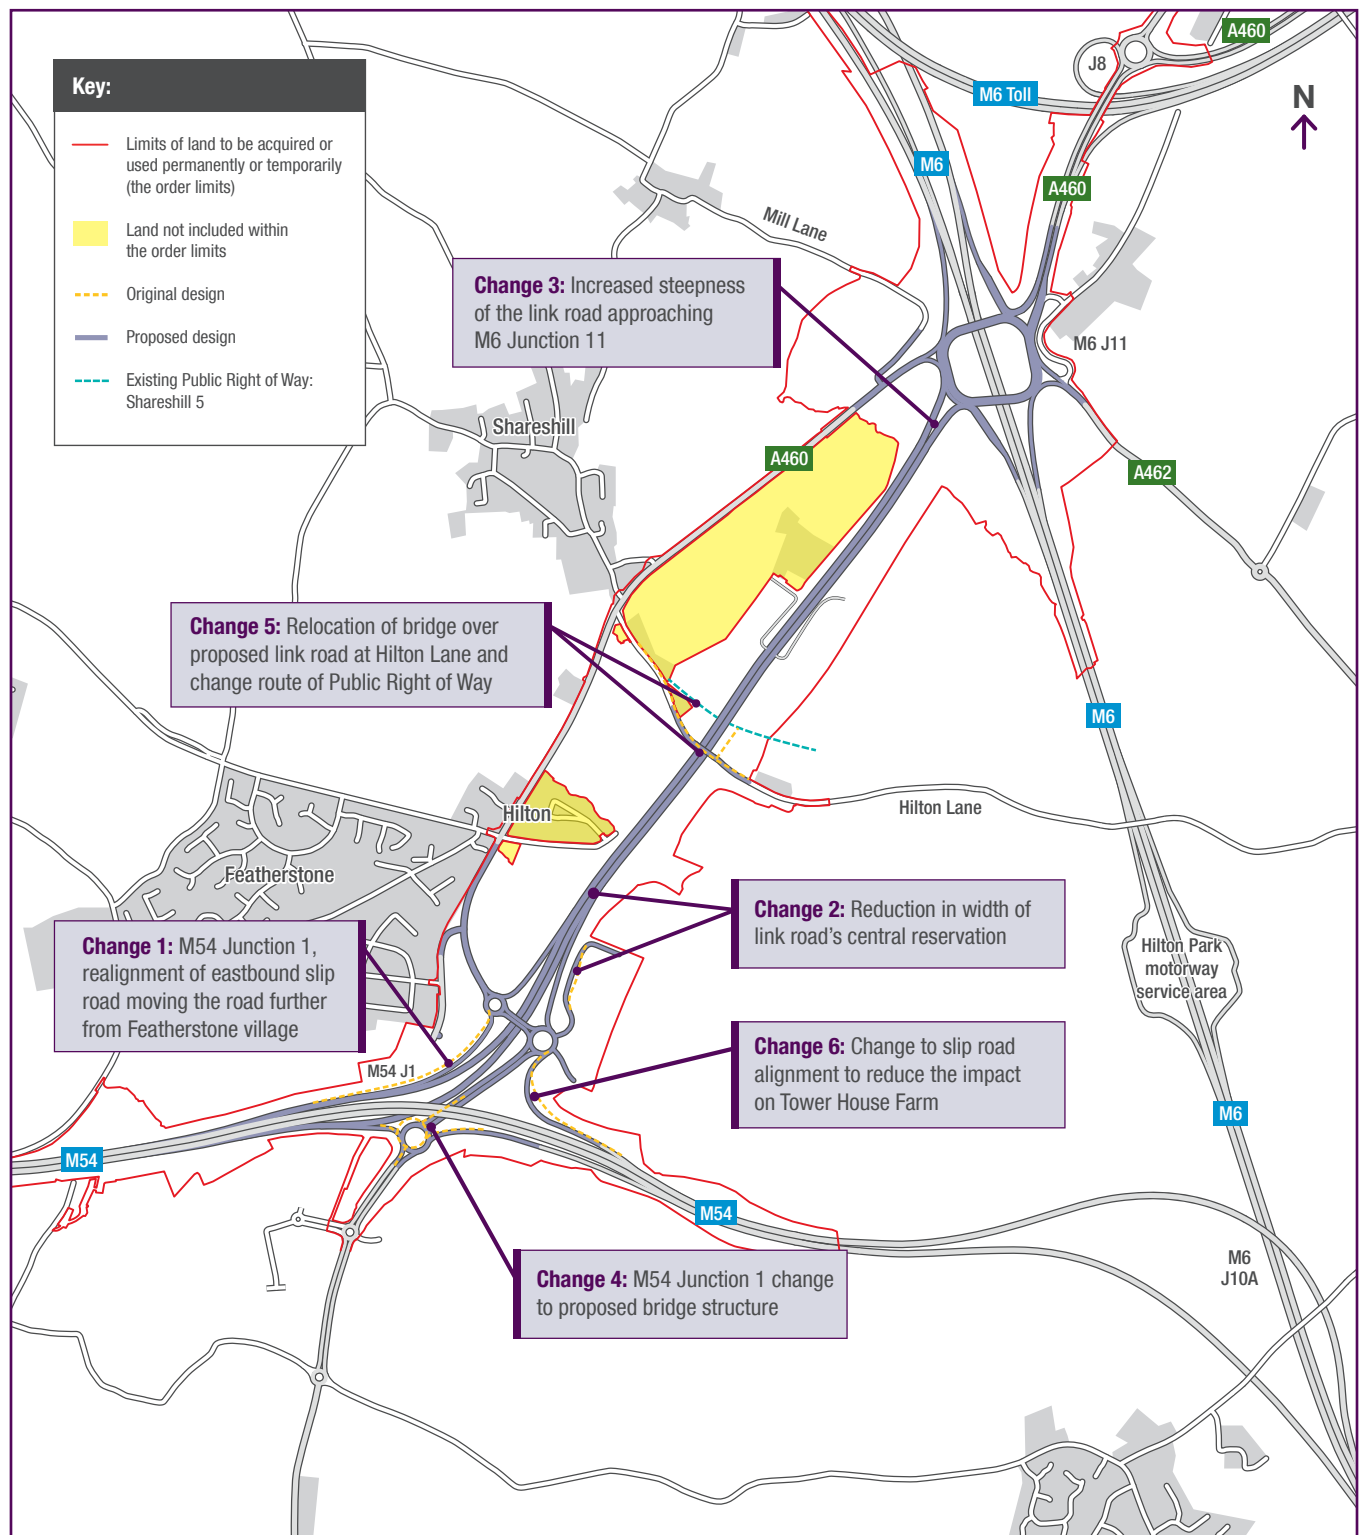 A460
J8
Key:
M6 Toll
N
Limits of land to be acquired or
used permanently or temporarily
(the order limits)
M6
A460
Mill Lane
Land not included within
the order limits
Original design
Proposed design
Existing Public Right of Way:
Shareshill 5
Change 3: Increased steepness
of the link road approaching
M6 Junction 11
M6 J11
Shareshill
A460
A462
Change 5: Relocation of bridge over
proposed link road at Hilton Lane and
change route of Public Right of Way
M6
Hilton Lane
Hilton
Featherstone
Change 2: Reduction in width of
link road's central reservation
Change 1: M54 Junction 1,
realignment of eastbound slip
road moving the road further
from Featherstone village
Hilton Park
motorway
service area
Change 6: Change to slip road
alignment to reduce the impact
on Tower House Farm
M54 J1
M6
M54
M54
Change 4: M54 Junction 1 change
to proposed bridge structure
M6
J10A